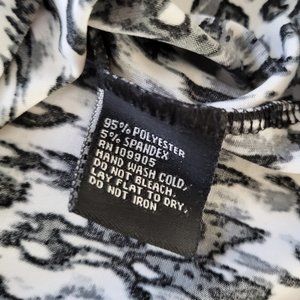 95% POLYESTER
5% SPANDEX
RN 109905
HAND WASH COLD,
DO NOT BLEACH.
LAY FLAT TO DRY,
DO NOT IRON